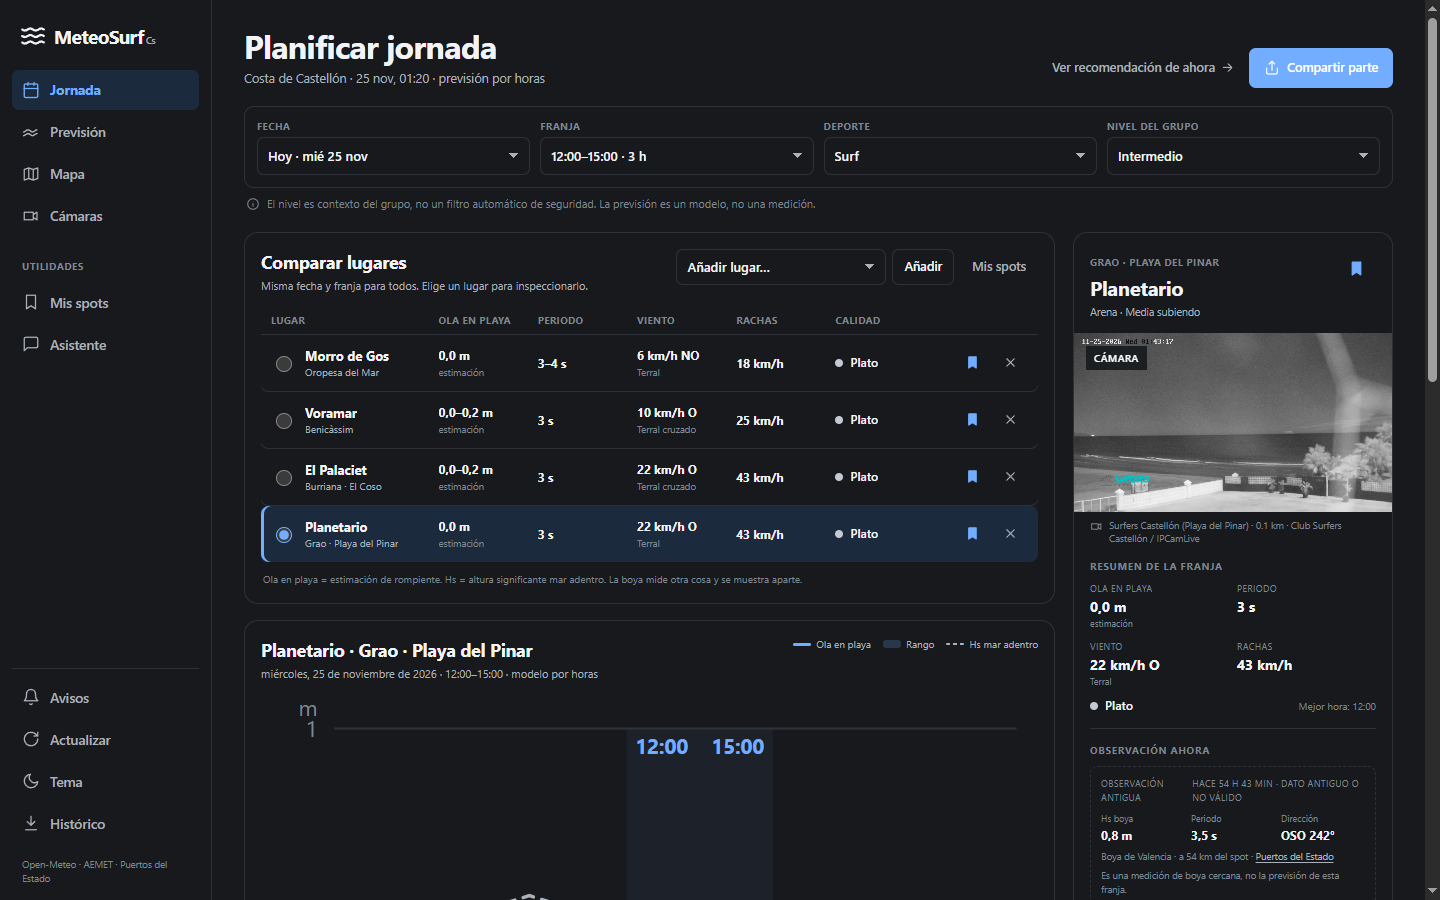 MeteoSurf Cs
Jornada
Previsión
Mapa
Cámaras
UTILIDADES
Mis spots
Asistente
Avisos
Actualizar
Tema
Histórico
Open-Meteo · AEMET · Puertos del
Estado
Planificar jornada
Costa de Castellón · 25 nov, 01:20 · previsión por horas
Ver recomendación de ahora →
Compartir parte
FECHA
Hoy · mié 25 nov
FRANJA
12:00–15:00 · 3 h
DEPORTE
Surf
NIVEL DEL GRUPO
Intermedio
El nivel es contexto del grupo, no un filtro automático de seguridad. La previsión es un modelo, no una medición.
Comparar lugares
Misma fecha y franja para todos. Elige un lugar para inspeccionarlo.
Añadir lugar...
Añadir
Mis spots
LUGAR OLA EN PLAYA PERIODO VIENTO RACHAS CALIDAD
Morro de Gos 0,0 m 3–4 s 6 km/h NO 18 km/h Plato
Oropesa del Mar estimación Terral
Voramar 0,0–0,2 m 3 s 10 km/h O 25 km/h Plato
Benicàssim estimación Terral cruzado
El Palaciet 0,0–0,2 m 3 s 22 km/h O 43 km/h Plato
Burriana · El Coso estimación Terral cruzado
Planetario 0,0 m 3 s 22 km/h O 43 km/h Plato
Grao · Playa del Pinar estimación Terral
Ola en playa = estimación de rompiente. Hs = altura significante mar adentro. La boya mide otra cosa y se muestra aparte.
Planetario · Grao · Playa del Pinar
miércoles, 25 de noviembre de 2026 · 12:00–15:00 · modelo por horas
Ola en playa Rango Hs mar adentro
m
1
12:00 15:00
GRAO · PLAYA DEL PINAR
Planetario
Arena · Media subiendo
11-25-2026 Wed 01 43:17
CÁMARA
Surfers Castellón (Playa del Pinar) · 0.1 km · Club Surfers
Castellón / IPCamLive
RESUMEN DE LA FRANJA
OLA EN PLAYA PERIODO
0,0 m 3 s
estimación
VIENTO RACHAS
22 km/h O 43 km/h
Terral
Plato Mejor hora: 12:00
OBSERVACIÓN AHORA
OBSERVACIÓN HACE 54 H 43 MIN · DATO ANTIGUO O
ANTIGUA NO VÁLIDO
Hs boya Periodo Dirección
0,8 m 3,5 s OSO 242°
Boya de Valencia · a 54 km del spot · Puertos del Estado
Es una medición de boya cercana, no la previsión de esta
franja.